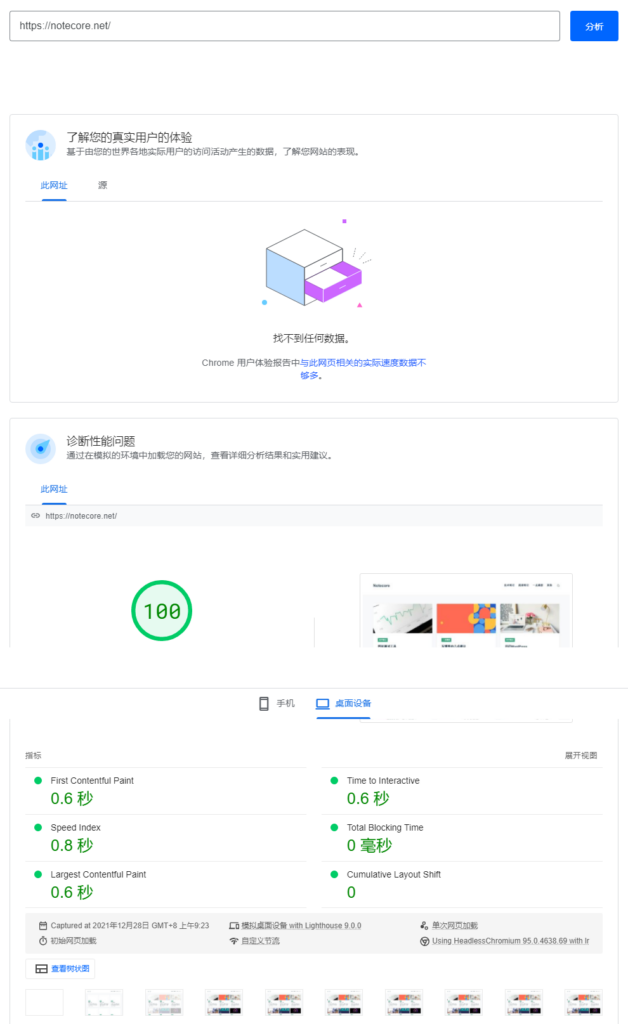 https://notecore.net/
分析
了解您的真实用户的体验
基于由您的世界各地实际用户的访问活动产生的数据，了解您网站的表现。
此网址
源
找不到任何数据。
Chrome 用户体验报告中与此网页相关的实际速度数据不
够多。
诊断性能问题
通过在模拟的环境中加载您的网站，查看详细分析结果和实用建议。
此网址
https://notecore.net/
100
Notecore
手机
桌面设备
指标
展开视图
First Contentful Paint
0.6 秒
Time to Interactive
0.6 秒
Speed Index
0.8 秒
Total Blocking Time
0 毫秒
Largest Contentful Paint
0.6 秒
Cumulative Layout Shift
0
Captured at 2021年12月28日 GMT+8 上午9:23
模拟桌面设备 with Lighthouse 9.0.0
单次网页加载
初始网页加载
自定义节流
Using HeadlessChromium 95.0.4638.69 with lr
查看树状图